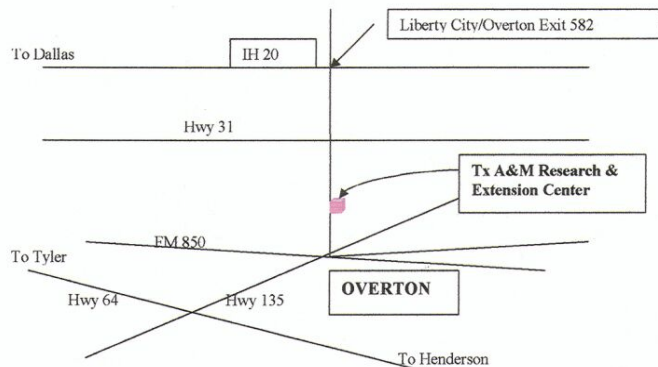 Liberty City/Overton Exit 582
To Dallas
IH 20
Hwy 31
Tx A&M Research &
Extension Center
FM 850
To Tyler
Hwy 64
Hwy 135
OVERTON
To Henderson